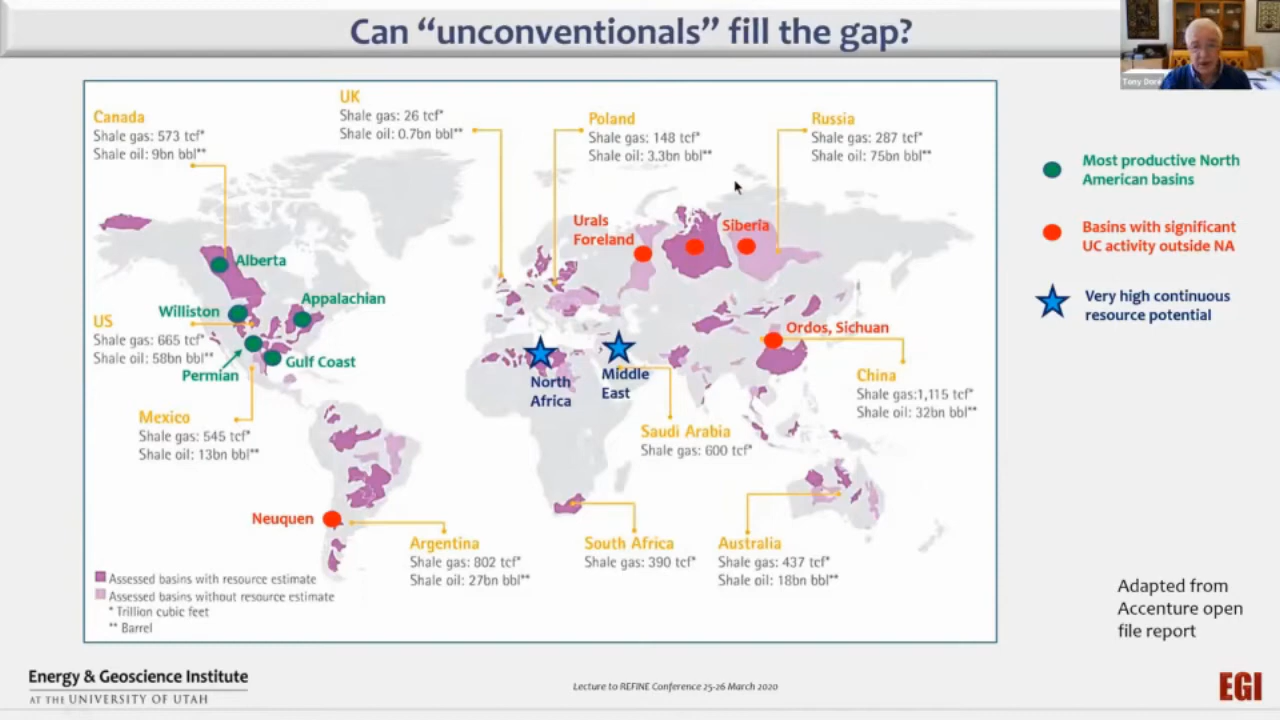 Can “unconventionals” fill the gap?
Tony Doré
Canada
Shale gas: 573 tcf*
Shale oil: 9bn bbl**
UK
Shale gas: 26 tcf*
Shale oil: 0.7bn bbl**
Poland
Shale gas: 148 tcf*
Shale oil: 3.3bn bbl**
Russia
Shale gas: 287 tcf*
Shale oil: 75bn bbl**
Most productive North
American basins
Basins with significant
UC activity outside NA
Very high continuous
resource potential
Urals
Foreland
Siberia
Alberta
Williston
Appalachian
US
Shale gas: 665 tcf*
Shale oil: 58bn bbl**
Permian
Gulf Coast
Ordos, Sichuan
North
Africa
Middle
East
China
Shale gas:1,115 tcf*
Shale oil: 32bn bbl**
Mexico
Shale gas: 545 tcf*
Shale oil: 13bn bbl**
Saudi Arabia
Shale gas: 600 tcf*
Neuquen
Argentina
Shale gas: 802 tcf*
Shale oil: 27bn bbl**
South Africa
Shale gas: 390 tcf*
Australia
Shale gas: 437 tcf*
Shale oil: 18bn bbl**
Assessed basins with resource estimate
Assessed basins without resource estimate
* Trillion cubic feet
** Barrel
Adapted from
Accenture open
file report
Energy & Geoscience Institute
AT THE UNIVERSITY OF UTAH
Lecture to REFINE Conference 25-26 March 2020
EGI